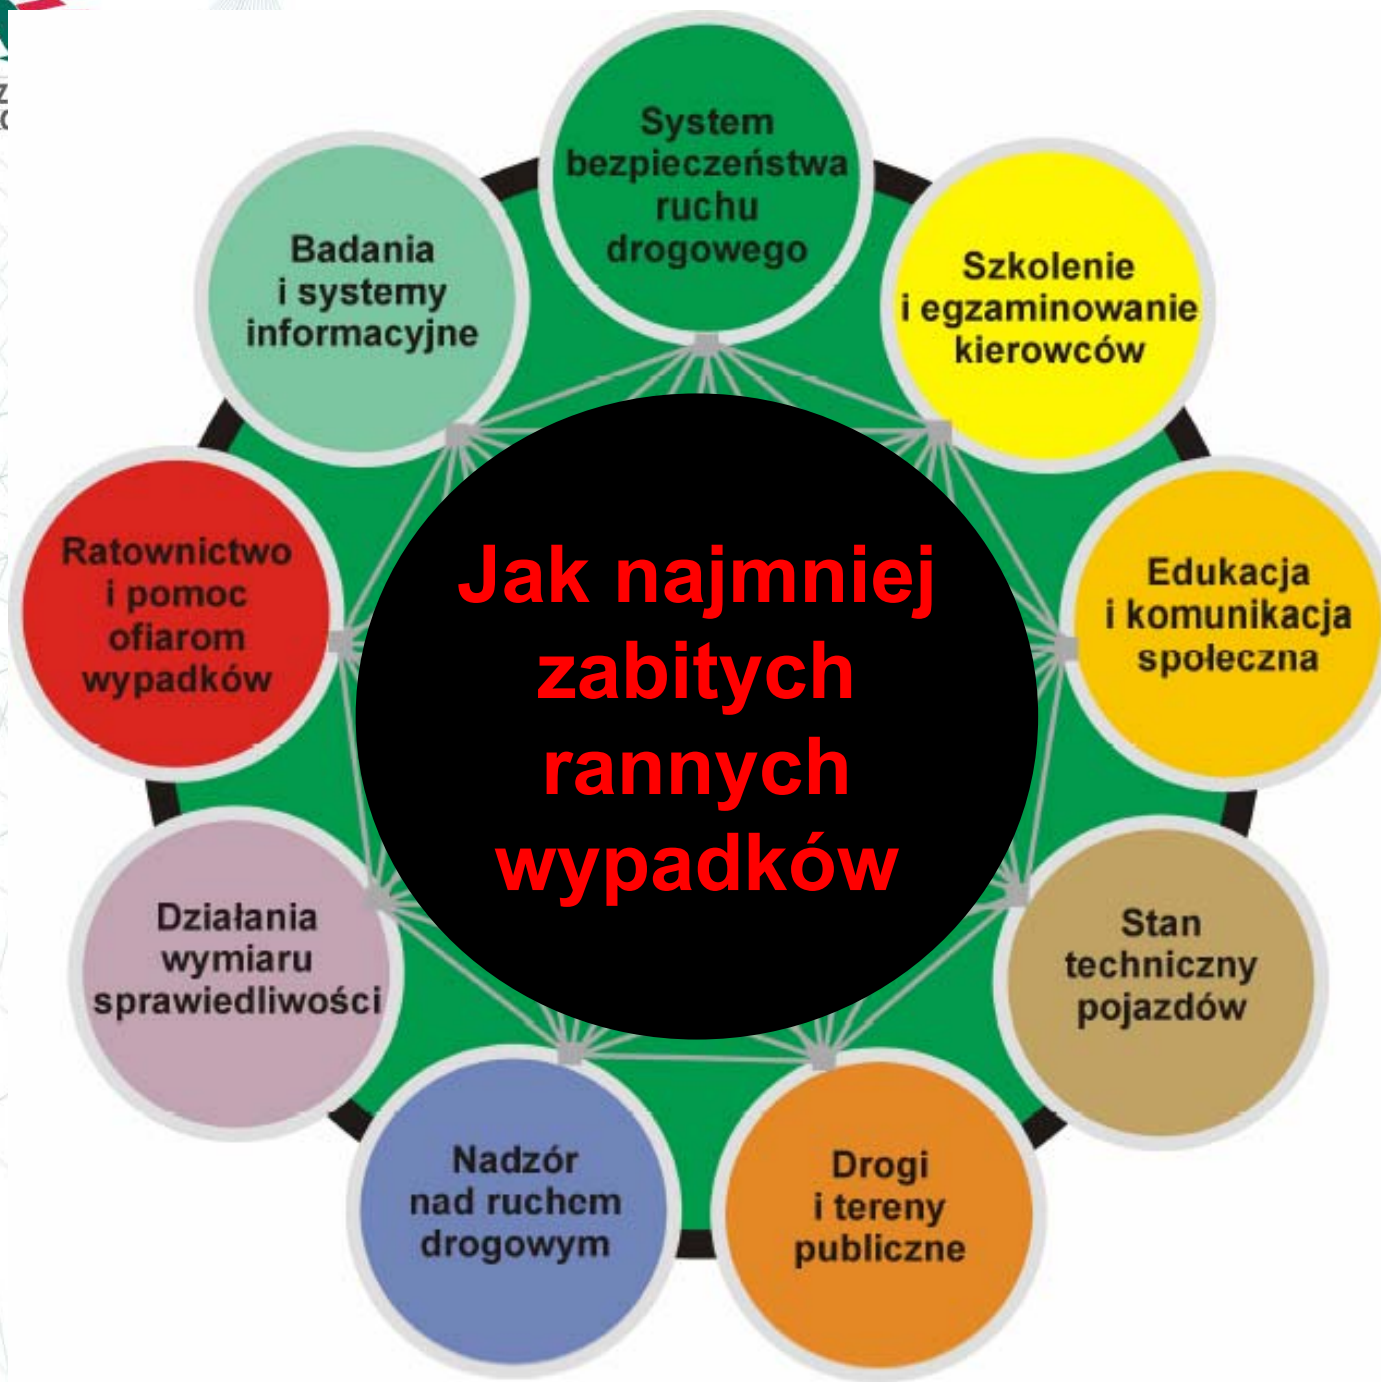 System
bezpieczeństwa
ruchu
drogowego
Szkolenie
i egzaminowanie
kierowców
Edukacja
i komunikacja
społeczna
Stan
techniczny
pojazdów
Drogi
i tereny
publiczne
Nadzór
nad ruchem
drogowym
Działania
wymiaru
sprawiedliwości
Ratownictwo
i pomoc
ofiarom
wypadków
Badania
i systemy
informacyjne
Jak najmniej
zabitych
rannych
wypadków